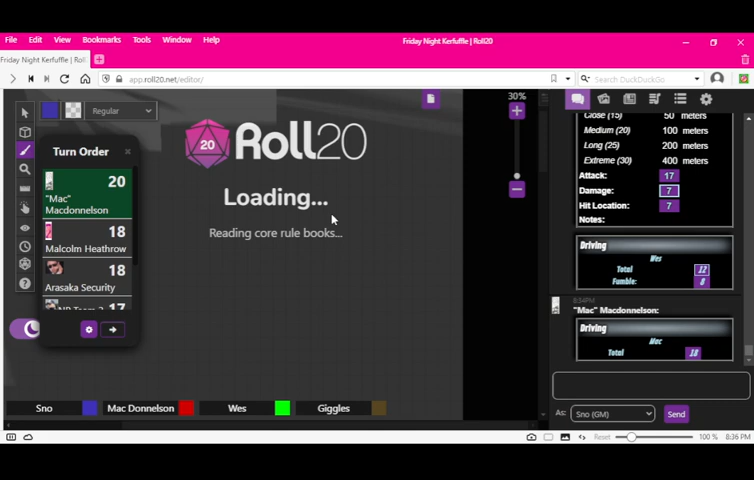 File Edit View Bookmarks Tools Window Help
Friday Night Kerfuffle | Roll20
Friday Night Kerfuffle | Roll
app.roll20.net/editor/
Search DuckDuckGo
Regular
30%
20
Roll20
Loading...
Reading core rule books...
Turn Order
20
"Mac"
Macdonnelson
18
Malcolm Heathrow
18
Arasaka Security
17
Close (15) 50 meters
Medium (20) 100 meters
Long (25) 200 meters
Extreme (30) 400 meters
Attack: 17
Damage: 7
Hit Location: 7
Notes:
Driving
Wes
Total 12
Fumble: 8
8:34PM
"Mac" Macdonnelson:
Driving
Mac
Total 18
As: Sno (GM) Send
Sno Mac Donnelson Wes Giggles
Reset 100 % 8:36 PM